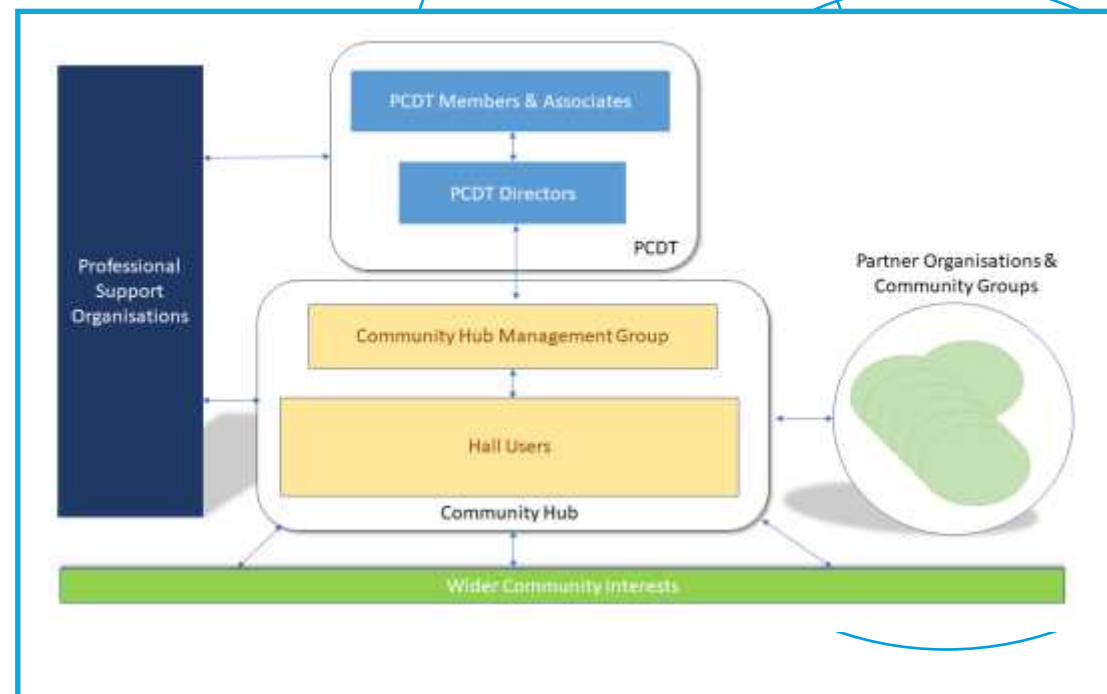 PCDT Members & Associates
PCDT Directors
PCDT
Professional
Support
Organisations
Partner Organisations &
Community Groups
Community Hub Management Group
Hall Users
Community Hub
Wider Community Interests